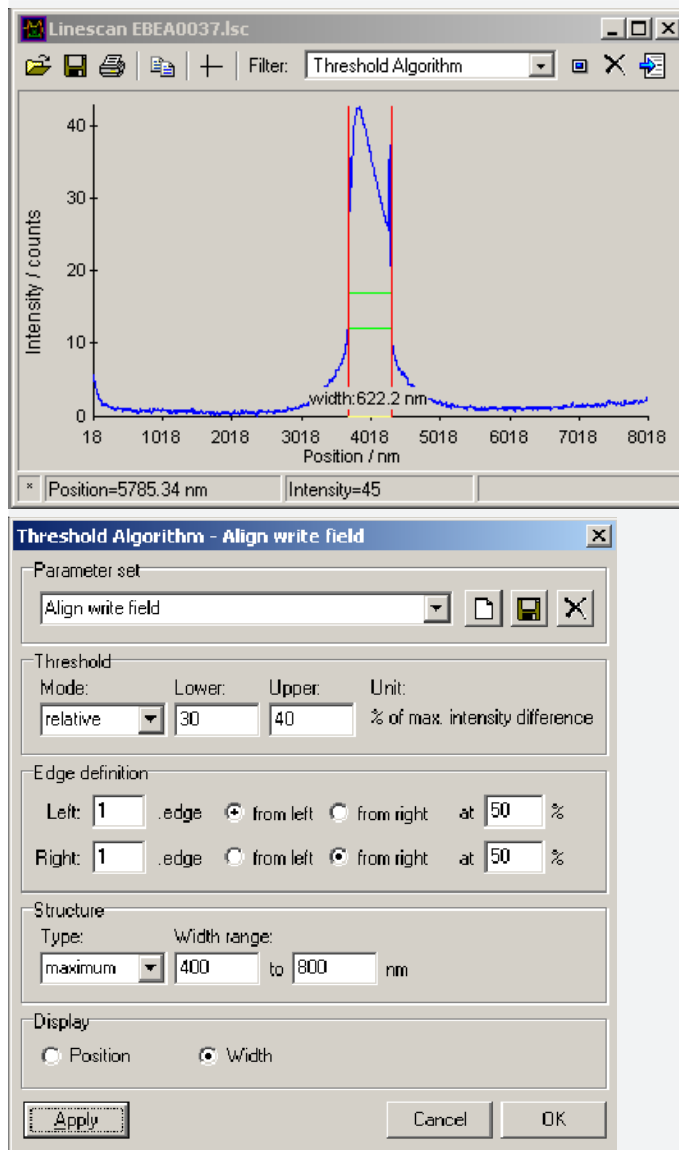 Linescan EBEA0037.lsc
Filter: Threshold Algorithm
Intensity / counts
40
30
20
10
0
width:622.2 nm
18 1018 2018 3018 4018 5018 6018 7018 8018
Position / nm
* Position=5785.34 nm Intensity=45
Threshold Algorithm - Align write field
Parameter set
Align write field
Threshold
Mode: Lower: Upper: Unit:
relative 30 40 % of max. intensity difference
Edge definition
Left: 1 .edge from left from right at 50 %
Right: 1 .edge from left from right at 50 %
Structure
Type: Width range:
maximum 400 to 800 nm
Display
Position Width
Apply Cancel OK